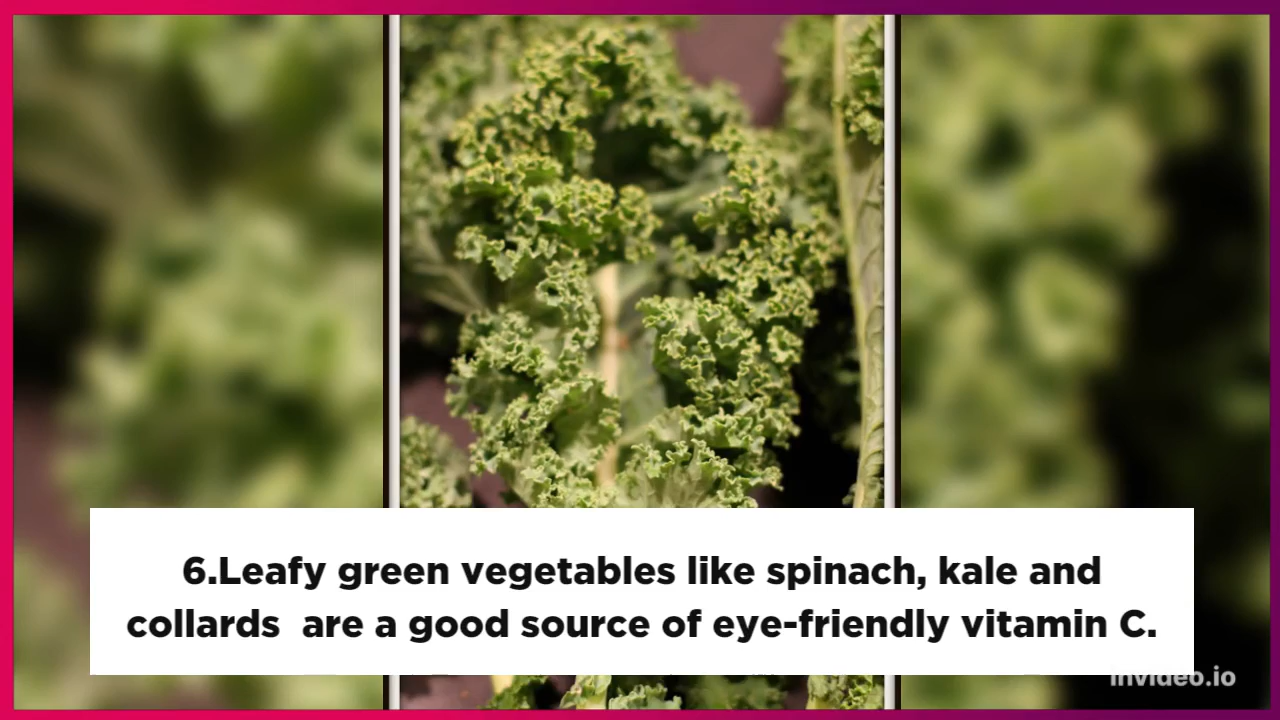 6.Leafy green vegetables like spinach, kale and
collards  are a good source of eye-friendly vitamin C.
invideo.io